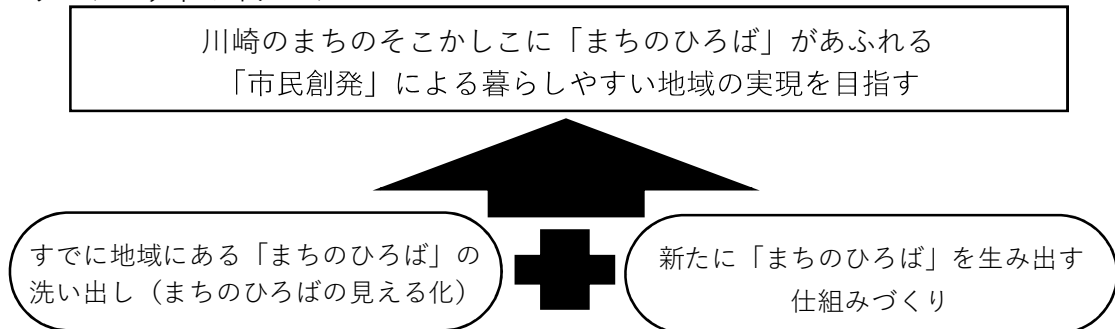 川崎のまちのそこかしこに「まちのひろば」があふれる
「市民創発」による暮らしやすい地域の実現を目指す
すでに地域にある「まちのひろば」の
洗い出し（まちのひろばの見える化）
新たに「まちのひろば」を生み出す
仕組みづくり